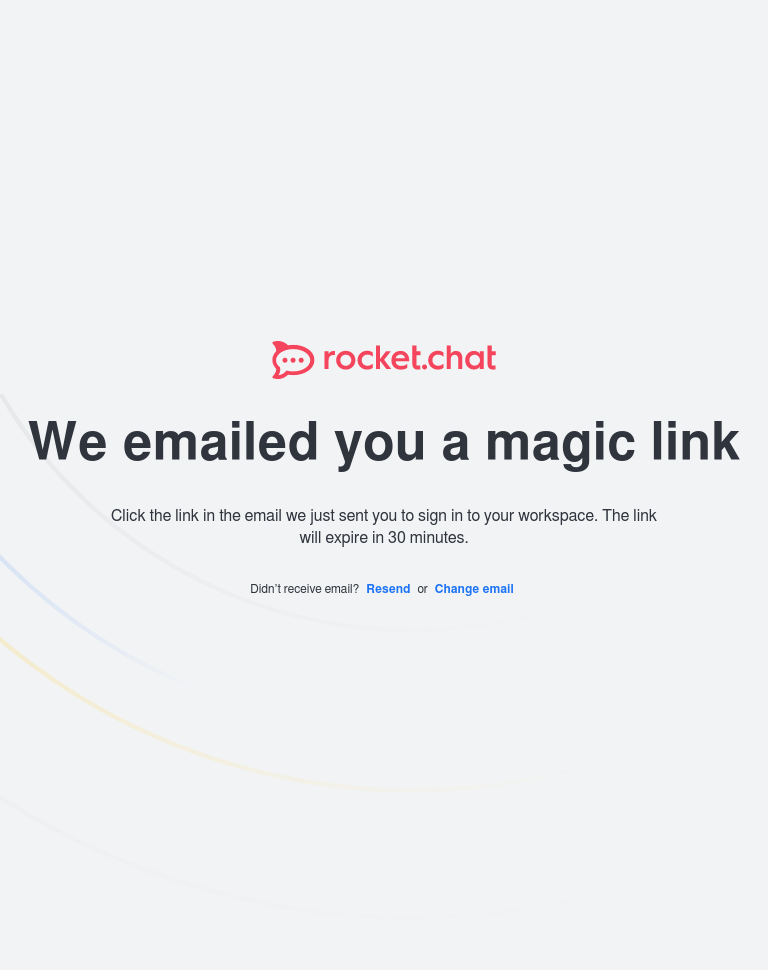 rocket.chat
We emailed you a magic link
Click the link in the email we just sent you to sign in to your workspace. The link
will expire in 30 minutes.
Didn’t receive email? Resend or Change email